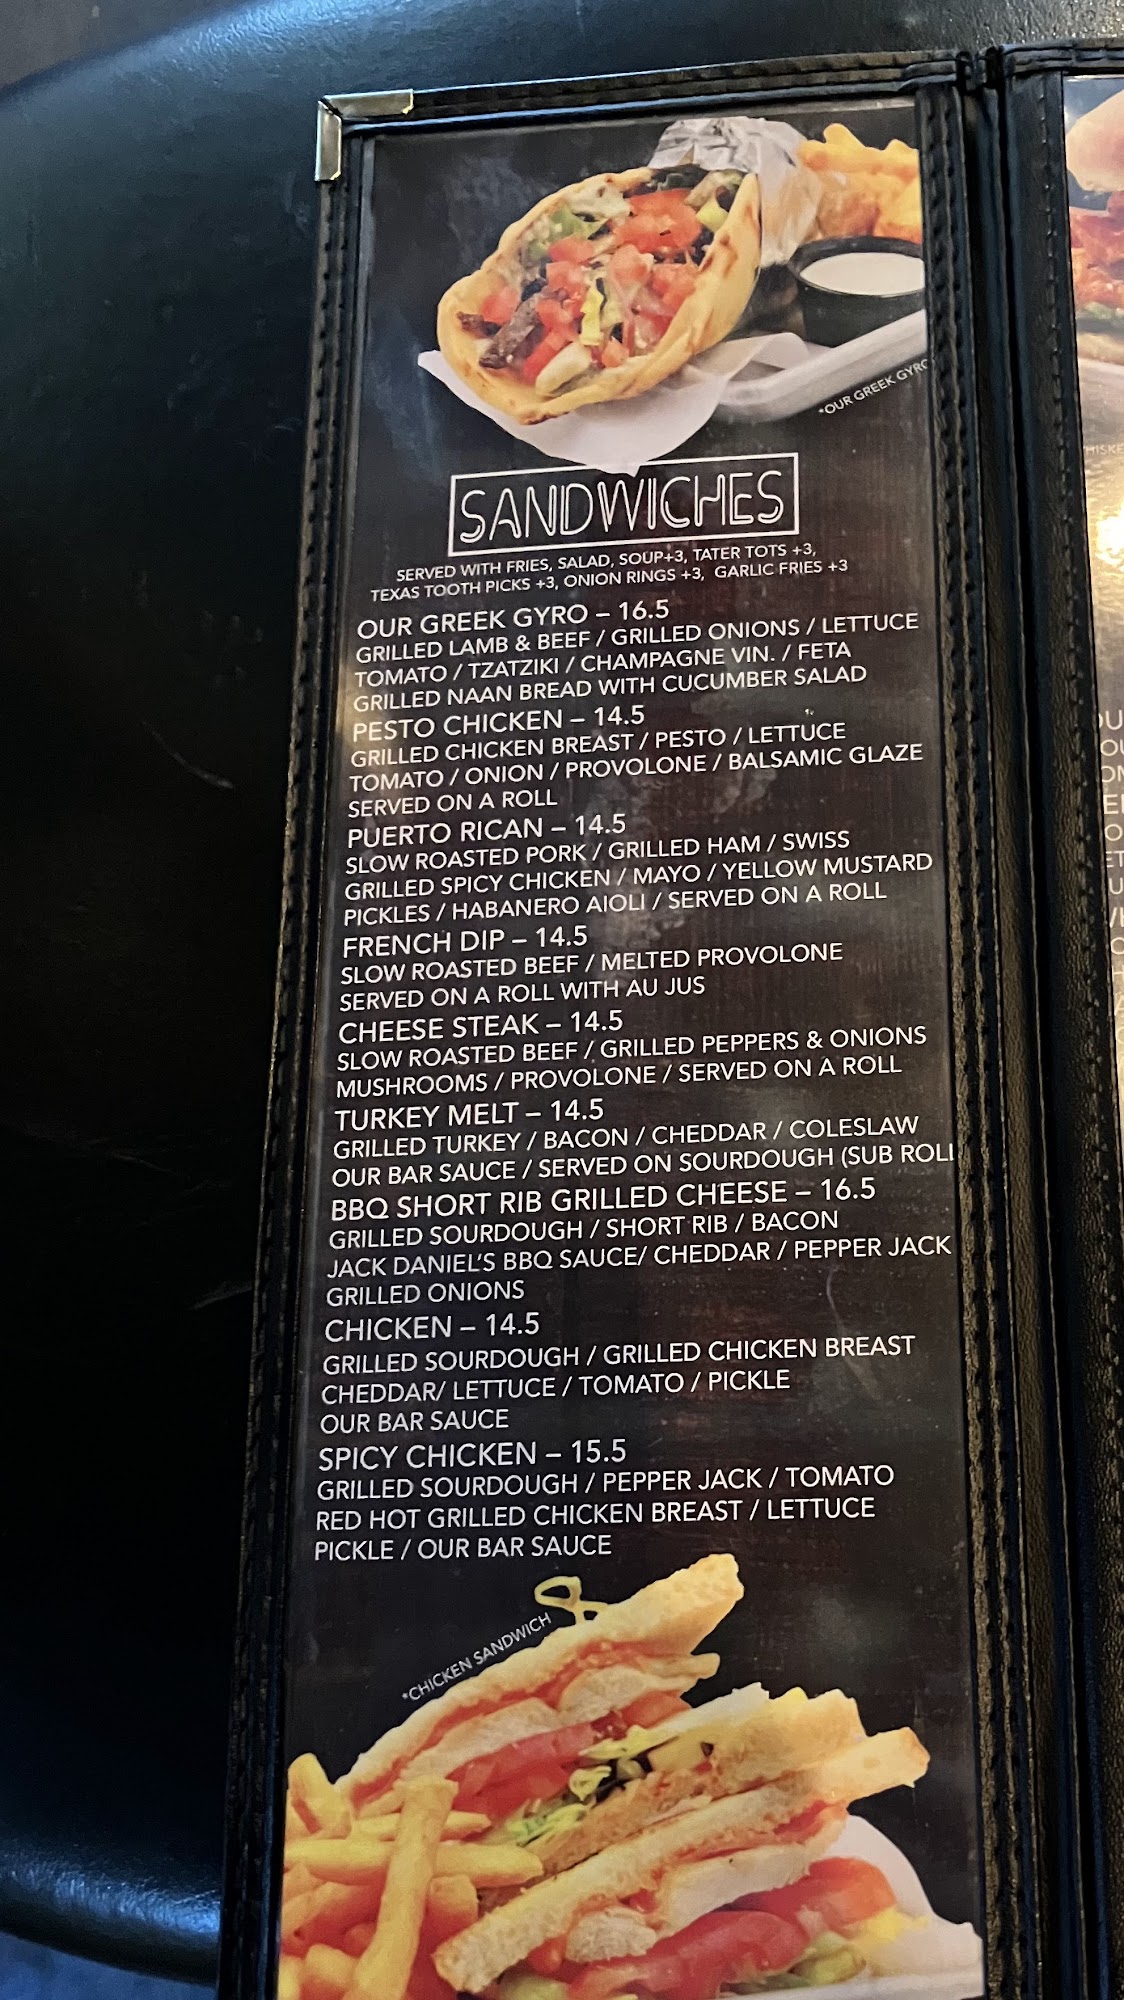 *OUR GREEK GYRO
SANDWICHES
SERVED WITH FRIES, SALAD, SOUP+3, TATER TOTS +3,
TEXAS TOOTH PICKS +3, ONION RINGS +3, GARLIC FRIES +3
OUR GREEK GYRO – 16.5
GRILLED LAMB & BEEF / GRILLED ONIONS / LETTUCE
TOMATO / TZATZIKI / CHAMPAGNE VIN. / FETA
GRILLED NAAN BREAD WITH CUCUMBER SALAD
PESTO CHICKEN – 14.5
GRILLED CHICKEN BREAST / PESTO / LETTUCE
TOMATO / ONION / PROVOLONE / BALSAMIC GLAZE
SERVED ON A ROLL
PUERTO RICAN – 14.5
SLOW ROASTED PORK / GRILLED HAM / SWISS
GRILLED SPICY CHICKEN / MAYO / YELLOW MUSTARD
PICKLES / HABANERO AIOLI / SERVED ON A ROLL
FRENCH DIP – 14.5
SLOW ROASTED BEEF / MELTED PROVOLONE
SERVED ON A ROLL WITH AU JUS
CHEESE STEAK – 14.5
SLOW ROASTED BEEF / GRILLED PEPPERS & ONIONS
MUSHROOMS / PROVOLONE / SERVED ON A ROLL
TURKEY MELT – 14.5
GRILLED TURKEY / BACON / CHEDDAR / COLESLAW
OUR BAR SAUCE / SERVED ON SOURDOUGH (SUB ROLL
BBQ SHORT RIB GRILLED CHEESE – 16.5
GRILLED SOURDOUGH / SHORT RIB / BACON
JACK DANIEL'S BBQ SAUCE/ CHEDDAR / PEPPER JACK
GRILLED ONIONS
CHICKEN – 14.5
GRILLED SOURDOUGH / GRILLED CHICKEN BREAST
CHEDDAR/ LETTUCE / TOMATO / PICKLE
OUR BAR SAUCE
SPICY CHICKEN – 15.5
GRILLED SOURDOUGH / PEPPER JACK / TOMATO
RED HOT GRILLED CHICKEN BREAST / LETTUCE
PICKLE / OUR BAR SAUCE
*CHICKEN SANDWICH